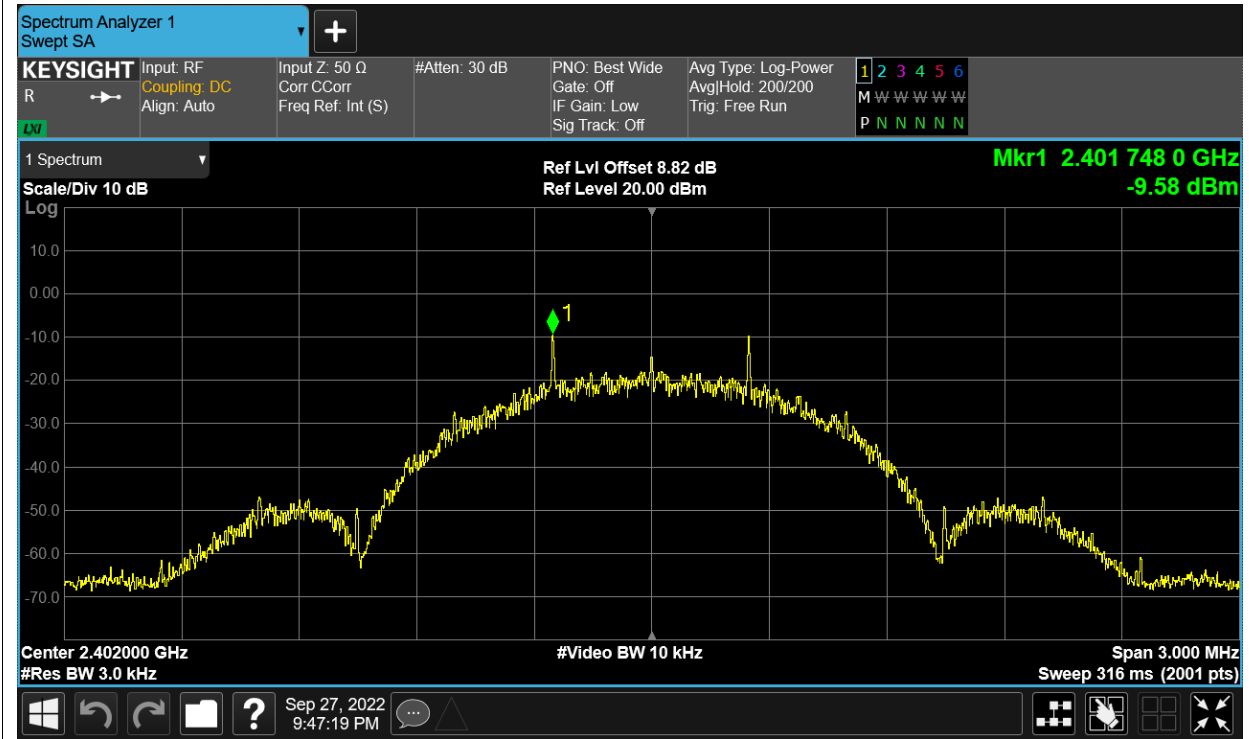 Spectrum Analyzer 1
Swept SA
KEYSIGHT
R
LXI
Input: RF
Coupling: DC
Align: Auto
Input Z: 50 Ω
Corr CCorr
Freq Ref: Int (S)
#Atten: 30 dB
PNO: Best Wide
Gate: Off
IF Gain: Low
Sig Track: Off
Avg Type: Log-Power
Avg|Hold: 200/200
Trig: Free Run
1 2 3 4 5 6
M W W W W W
P N N N N N N
1 Spectrum
Scale/Div 10 dB
Log
Ref Lvl Offset 8.82 dB
Ref Level 20.00 dBm
Mkr1 2.401 748 0 GHz
-9.58 dBm
10.0
0.00
-10.0
-20.0
-30.0
-40.0
-50.0
-60.0
-70.0
1
Center 2.402000 GHz
#Res BW 3.0 kHz
#Video BW 10 kHz
Span 3.000 MHz
Sweep 316 ms (2001 pts)
?
Sep 27, 2022
9:47:19 PM